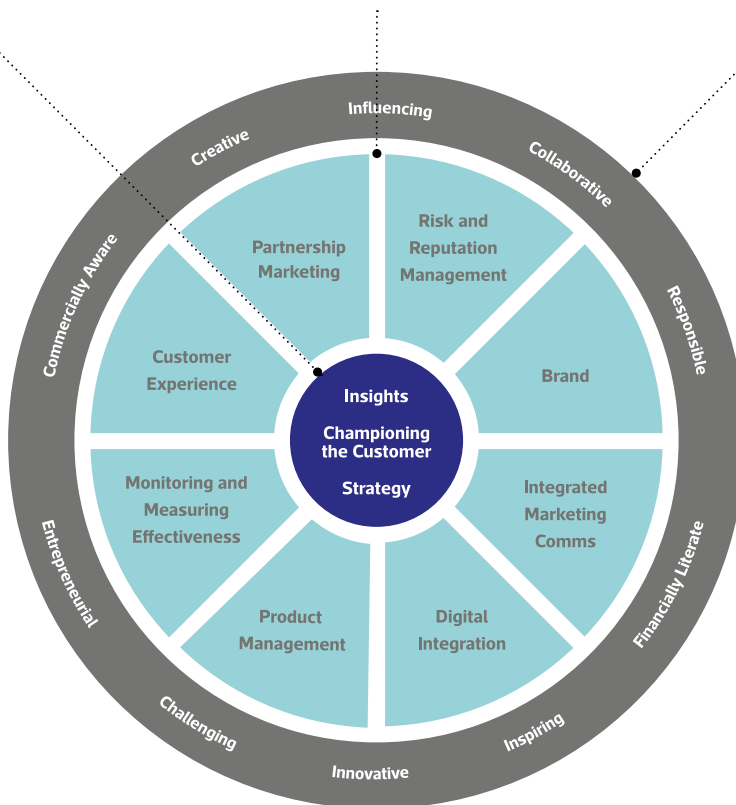 Influencing
Creative
Collaborative
Commercially Aware
Responsible
Entrepreneurial
Financially Literate
Challenging
Inspiring
Innovative
Partnership
Marketing
Risk and
Reputation
Management
Customer
Experience
Brand
Insights
Championing
the Customer
Strategy
Monitoring and
Measuring
Effectiveness
Integrated
Marketing
Comms
Product
Management
Digital
Integration